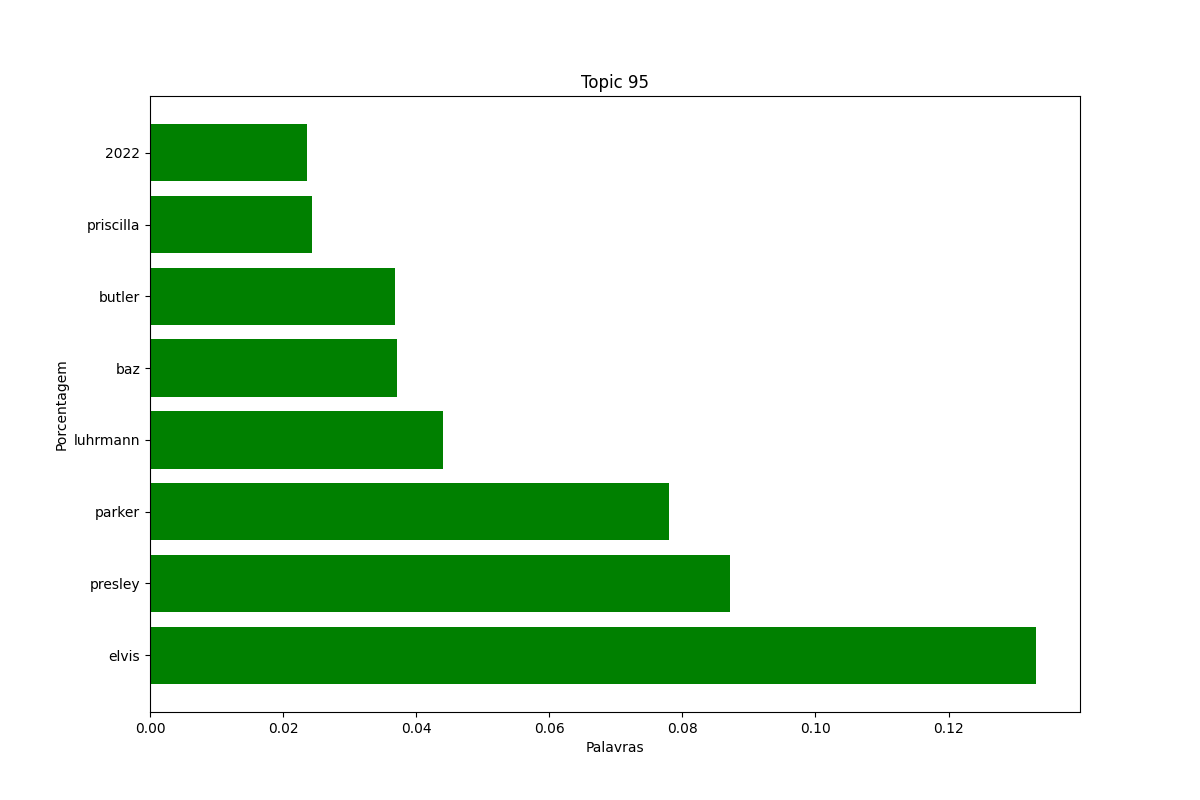 Topic 95
2022
priscilla
butler
baz
luhrmann
parker
presley
elvis
Porcentagem
0.00 0.02 0.04 0.06 0.08 0.10 0.12
Palavras